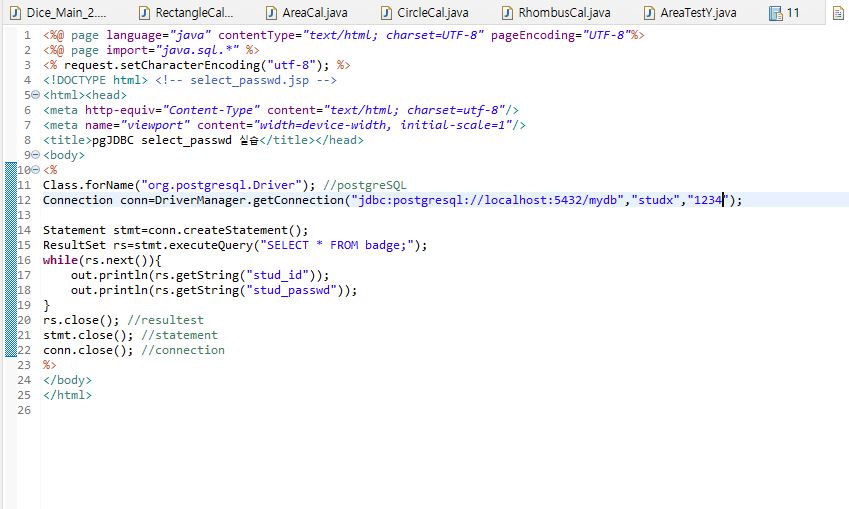 Dice_Main_2.... RectangleCal... AreaCal.java CircleCal.java RhombusCal.java AreaTestY.java 11
1 <%@ page language="java" contentType="text/html; charset=UTF-8" pageEncoding="UTF-8"%>
2 <%@ page import="java.sql.*" %>
3 <% request.setCharacterEncoding("utf-8"); %>
4 <!DOCTYPE html> <!-- select_passwd.jsp -->
5 <html><head>
6 <meta http-equiv="Content-Type" content="text/html; charset=utf-8"/>
7 <meta name="viewport" content="width=device-width, initial-scale=1"/>
8 <title>pgJDBC select_passwd 실습</title></head>
9 <body>
10 <%
11 Class.forName("org.postgresql.Driver"); //postgreSQL
12 Connection conn=DriverManager.getConnection("jdbc:postgresql://localhost:5432/mydb","studx","1234");
13
14 Statement stmt=conn.createStatement();
15 ResultSet rs=stmt.executeQuery("SELECT * FROM badge;");
16 while(rs.next()){
17 out.println(rs.getString("stud_id"));
18 out.println(rs.getString("stud_passwd"));
19 }
20 rs.close(); //resultest
21 stmt.close(); //statement
22 conn.close(); //connection
23 %>
24 </body>
25 </html>
26